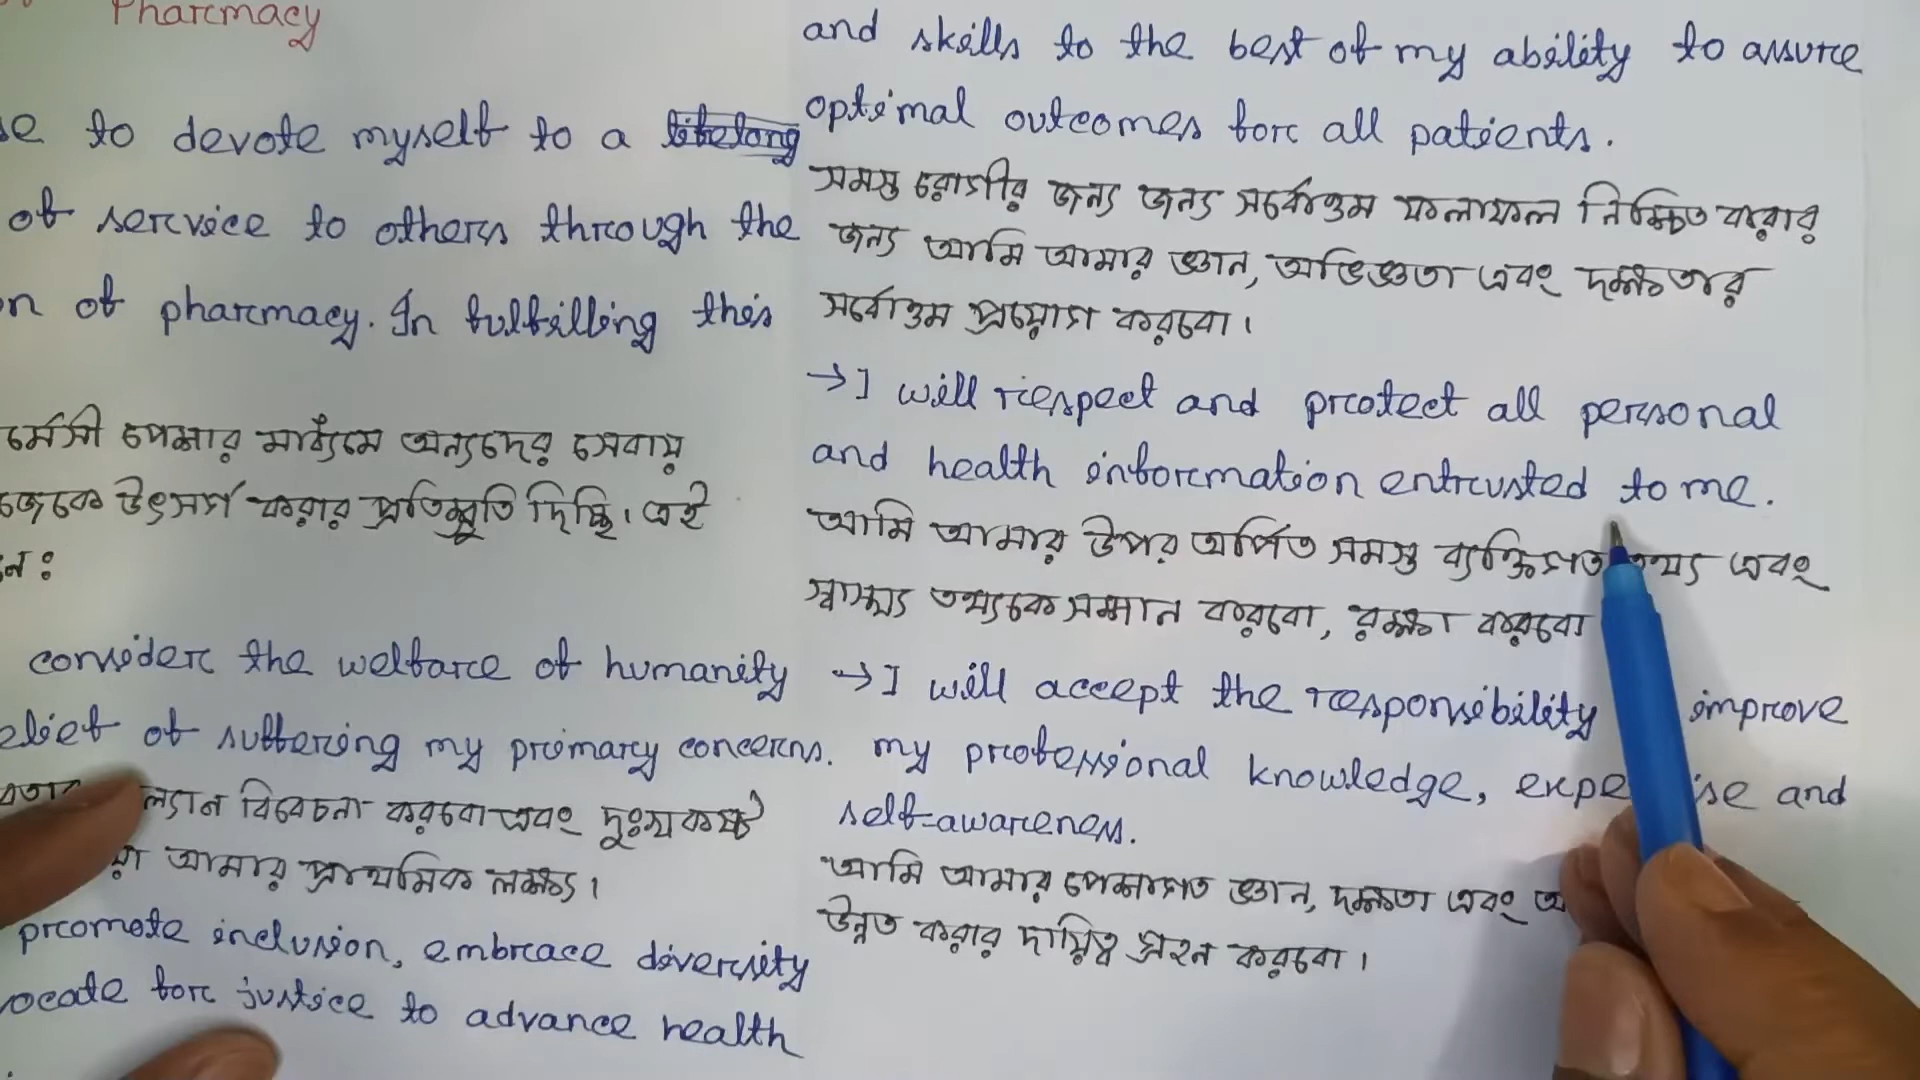 Pharmacy
to devote myself to a lifelong
of service to others through the
of pharmacy. In fulfilling this
পেশার মাধ্যমে অন্যদের সেবায়
উৎসর্গ করার প্রতিশ্রুতি দিচ্ছি। এই
consider the welfare of humanity
of suffering my primary concerns.
বিবেচনা করবো এবং দুঃখকষ্ট
আমার প্রাথমিক লক্ষ্য।
promote inclusion, embrace diversity
for justice to advance health
and skills to the best of my ability to assure
optimal outcomes for all patients.
সমস্ত রোগীর জন্য জন্য সর্বোত্তম ফলাফল নিশ্চিত করার
জন্য আমি আমার জ্ঞান, অভিজ্ঞতা এবং দক্ষতার
সর্বোত্তম প্রয়োগ করবো।
→ I will respect and protect all personal
and health information entrusted to me.
আমি আমার উপর অর্পিত সমস্ত ব্যক্তিগত তথ্য এবং
স্বাস্থ্য তথ্যকে সম্মান করবো, রক্ষা করবো
→ I will accept the responsibility improve
my professional knowledge, expe ise and
self-awareness.
আমি আমার পেশাগত জ্ঞান, দক্ষতা এবং
উন্নত করার দায়িত্ব গ্রহন করবো।